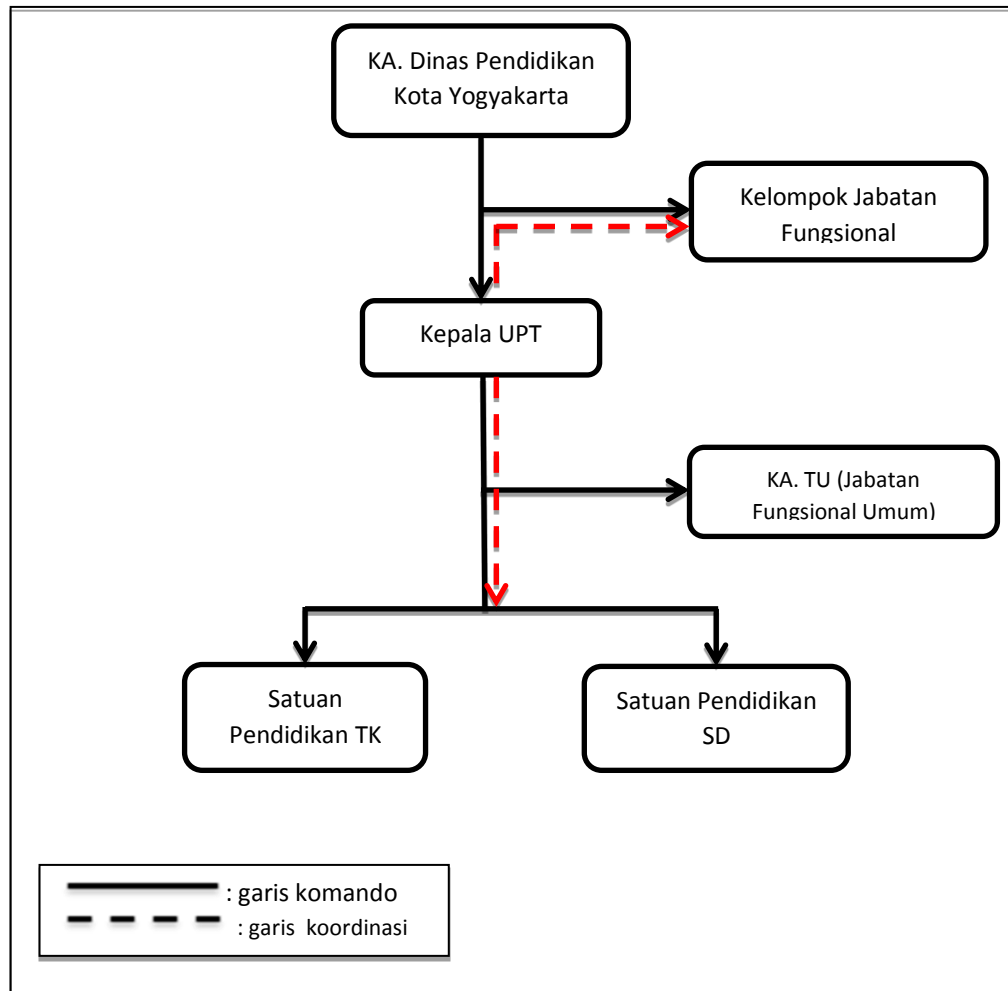 KA. Dinas Pendidikan
Kota Yogyakarta
Kelompok Jabatan
Fungsional
Kepala UPT
KA. TU (Jabatan
Fungsional Umum)
Satuan
Pendidikan TK
Satuan Pendidikan
SD
: garis komando
: garis koordinasi